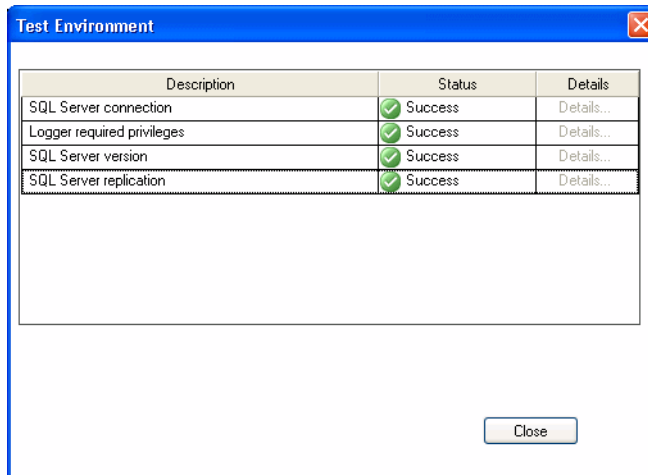 Test Environment
Description Status Details
SQL Server connection Success Details...
Logger required privileges Success Details...
SQL Server version Success Details...
SQL Server replication Success Details...
Close